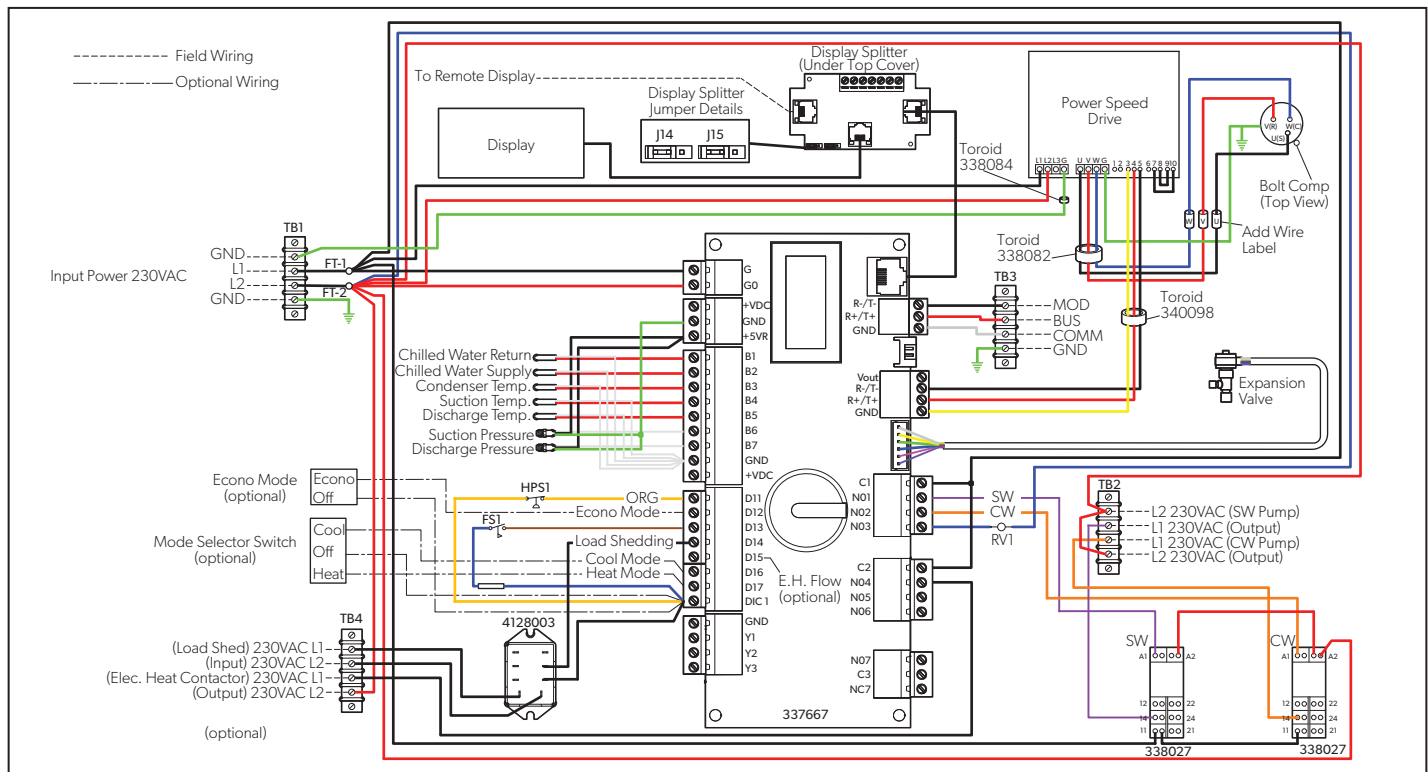 Field Wiring
Optional Wiring
To Remote Display
Display Splitter
(Under Top Cover)
Display Splitter
Jumper Details
J14 J15
Display
Power Speed
Drive
L1 L2 L3 G
U V W G
1 2 3 4 5 6 7 8 9 10
V(R) W(C)
U(S)
Bolt Comp
(Top View)
Toroid
338084
W V U
Add Wire
Label
Toroid
338082
Toroid
340098
TB1
GND
L1
L2
GND
Input Power 230VAC
FT-1
FT-2
G
G0
+VDC
GND
+5VR
B1
B2
B3
B4
B5
B6
B7
GND
+VDC
Chilled Water Return
Chilled Water Supply
Condenser Temp.
Suction Temp.
Discharge Temp.
Suction Pressure
Discharge Pressure
R-/T-
R+/T+
GND
TB3
MOD
BUS
COMM
GND
Vout
R-/T-
R+/T+
GND
Expansion
Valve
Econo Mode
(optional)
Econo
Off
Mode Selector Switch
(optional)
Cool
Off
Heat
HPS1
FS1
ORG
Econo Mode
Load Shedding
Cool Mode
Heat Mode
D11
D12
D13
D14
D15
D16
D17
DIC 1
E.H. Flow
(optional)
GND
Y1
Y2
Y3
C1
N01
N02
N03
SW
CW
RV1
C2
N04
N05
N06
N07
C3
NC7
337667
TB2
L2 230VAC (SW Pump)
L1 230VAC (Output)
L1 230VAC (CW Pump)
L2 230VAC (Output)
TB4
(Load Shed) 230VAC L1
(Input) 230VAC L2
(Elec. Heat Contactor) 230VAC L1
(Output) 230VAC L2
(optional)
4128003
SW
A1 A2
12 22
14 24
11 21
338027
CW
A1 A2
12 22
14 24
11 21
338027